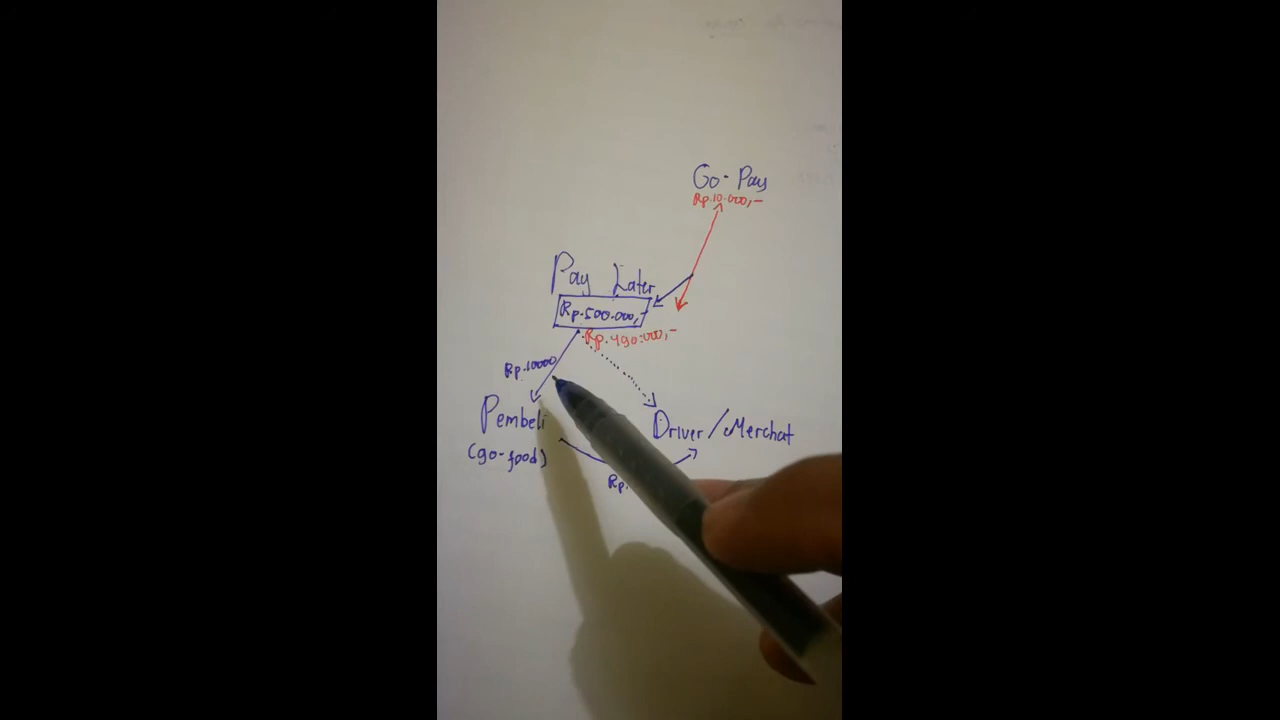 Go-Pay
Rp.10.000,-
Pay Later
Rp.500.000,-
Rp.490.000,-
Rp.10000
Pembeli
(go-food)
Driver/Merchat
Rp.